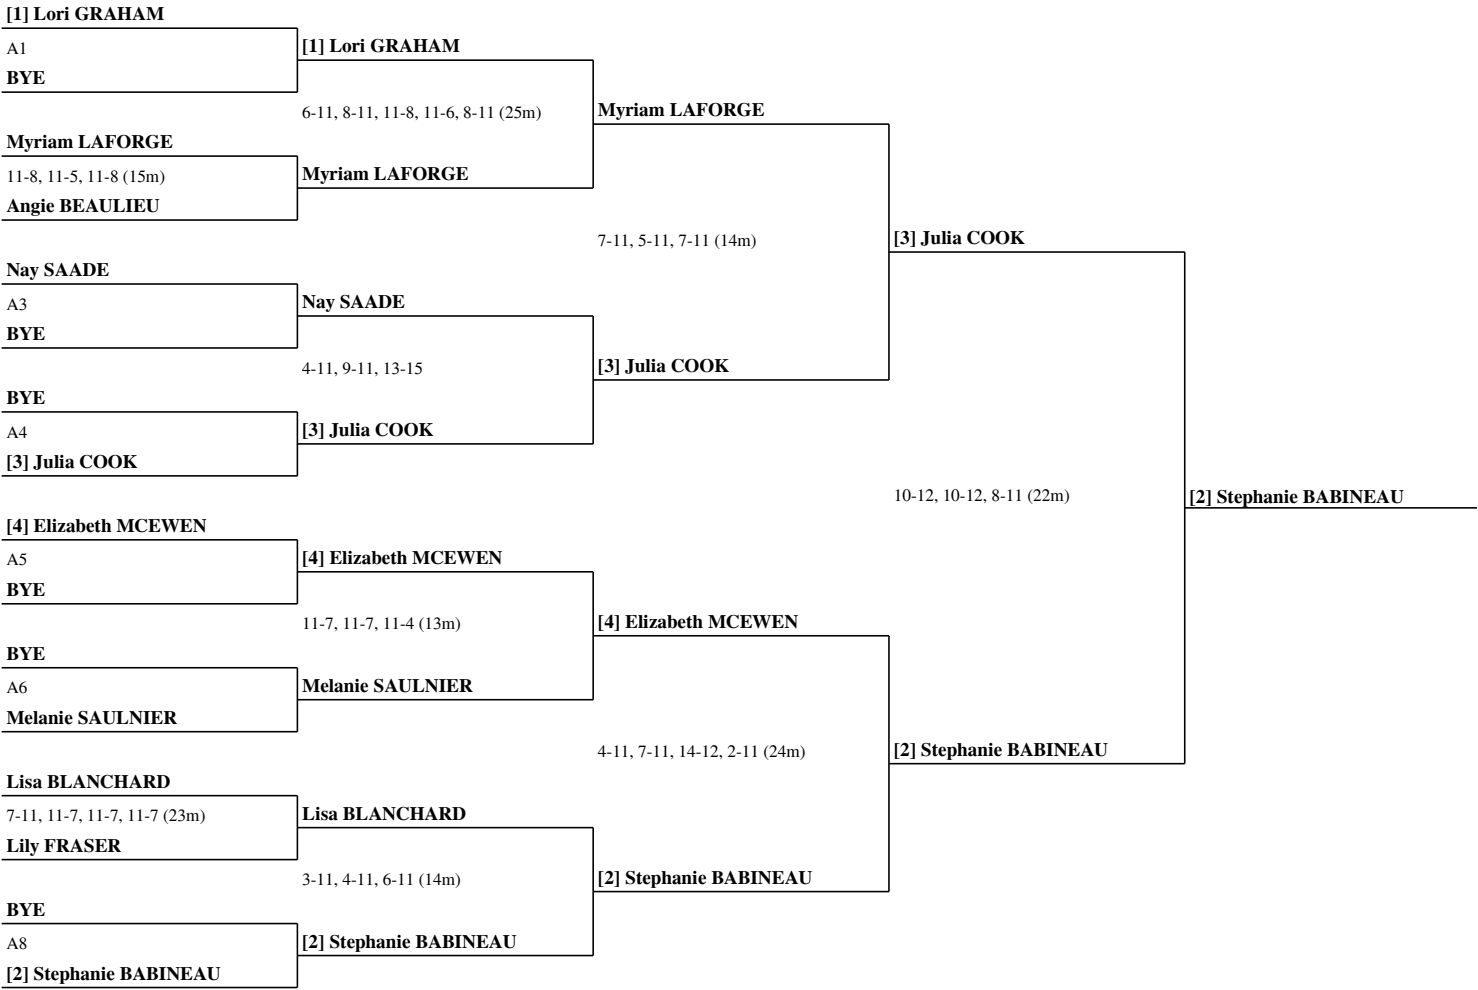 [1] Lori GRAHAM
A1
BYE
Myriam LAFORGE
11-8, 11-5, 11-8 (15m)
Angie BEAULIEU
Nay SAADE
A3
BYE
BYE
A4
[3] Julia COOK
[4] Elizabeth MCEWEN
A5
BYE
BYE
A6
Melanie SAULNIER
Lisa BLANCHARD
7-11, 11-7, 11-7, 11-7 (23m)
Lily FRASER
BYE
A8
[2] Stephanie BABINEAU
[1] Lori GRAHAM
6-11, 8-11, 11-8, 11-6, 8-11 (25m)
Myriam LAFORGE
Nay SAADE
4-11, 9-11, 13-15
[3] Julia COOK
[4] Elizabeth MCEWEN
11-7, 11-7, 11-4 (13m)
Melanie SAULNIER
Lisa BLANCHARD
3-11, 4-11, 6-11 (14m)
[2] Stephanie BABINEAU
Myriam LAFORGE
7-11, 5-11, 7-11 (14m)
[3] Julia COOK
[4] Elizabeth MCEWEN
4-11, 7-11, 14-12, 2-11 (24m)
[2] Stephanie BABINEAU
[3] Julia COOK
10-12, 10-12, 8-11 (22m)
[2] Stephanie BABINEAU
[2] Stephanie BABINEAU